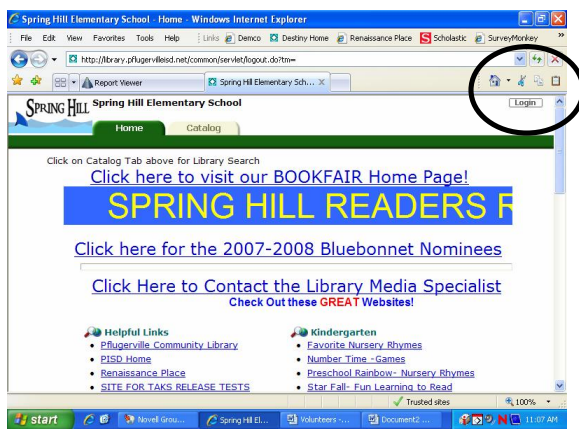 Spring Hill Elementary School - Home - Windows Internet Explorer
File Edit View Favorites Tools Help Links Demco Destiny Home Renaissance Place Scholastic SurveyMonkey
http://library.pflugervilleisd.net/common/servlet/logout.do?tm=
Report Viewer Spring Hill Elementary Sch... X
SPRING HILL Spring Hill Elementary School Login
Home Catalog
Click on Catalog Tab above for Library Search
Click here to visit our BOOKFAIR Home Page!
SPRING HILL READERS R
Click here for the 2007-2008 Bluebonnet Nominees
Click Here to Contact the Library Media Specialist
Check Out these GREAT Websites!
Helpful Links Kindergarten
• Pflugerville Community Library • Favorite Nursery Rhymes
• PISD Home • Number Time -Games
• Renaissance Place • Preschool Rainbow- Nursery Rhymes
• SITE FOR TAKS RELEASE TESTS • Star Fall- Fun Learning to Read
Trusted sites 100%
start Novell Grou... Spring Hill El... Volunteers -... Document2 ... 11:07 AM